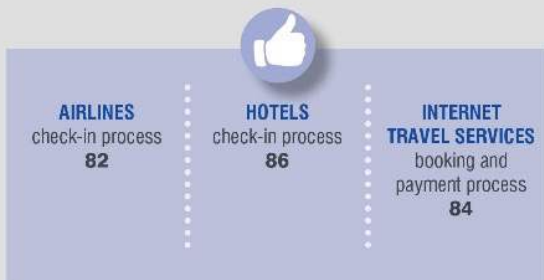 AIRLINES
check-in process
82
HOTELS
check-in process
86
INTERNET
TRAVEL SERVICES
booking and
payment process
84